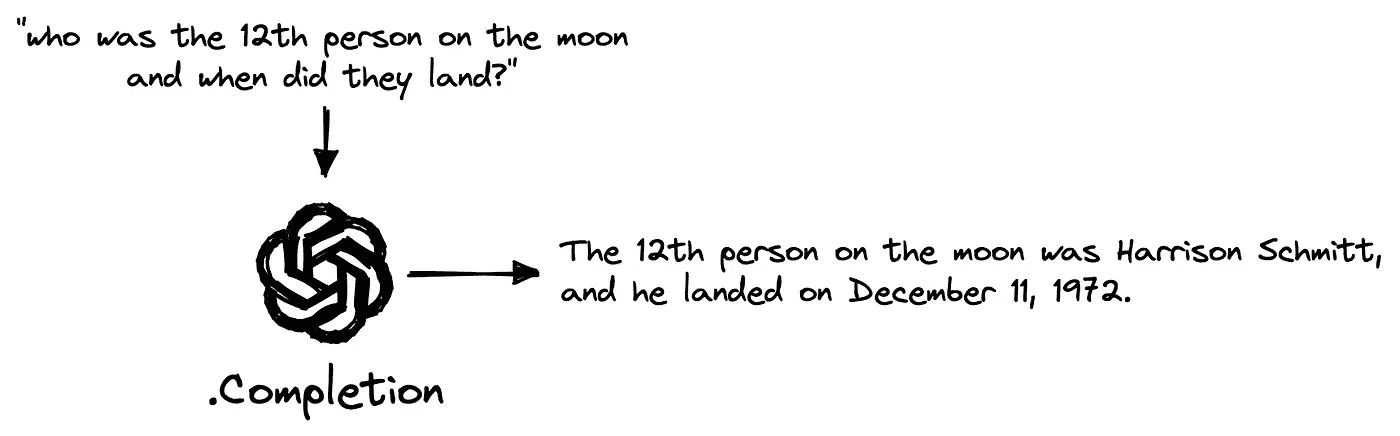 "who was the 12th person on the moon
and when did they land?"
The 12th person on the moon was Harrison Schmitt,
and he landed on December 11, 1972.
.Completion